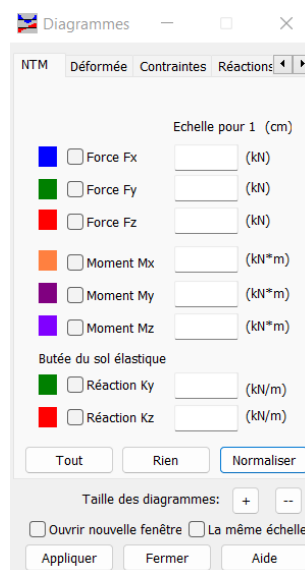 Diagrammes
NTM Déformée Contraintes Réactions
Echelle pour 1 (cm)
Force Fx (kN)
Force Fy (kN)
Force Fz (kN)
Moment Mx (kN*m)
Moment My (kN*m)
Moment Mz (kN*m)
Butée du sol élastique
Réaction Ky (kN/m)
Réaction Kz (kN/m)
Tout Rien Normaliser
Taille des diagrammes: + --
Ouvrir nouvelle fenêtre La même échelle
Appliquer Fermer Aide